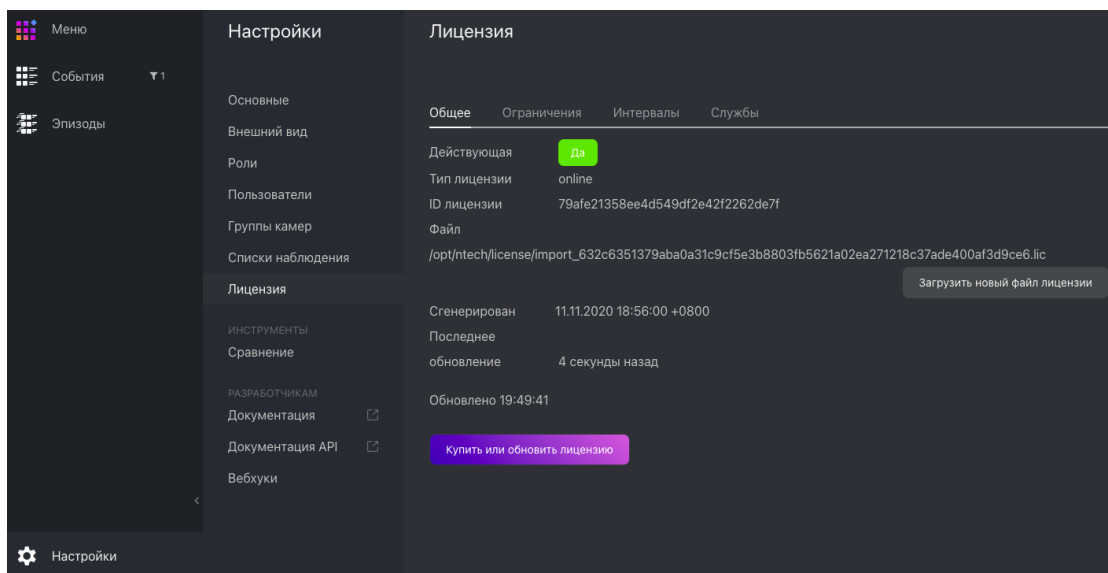 Меню
События
1
Эпизоды
Настройки
Настройки
Основные
Внешний вид
Роли
Пользователи
Группы камер
Списки наблюдения
Лицензия
ИНСТРУМЕНТЫ
Сравнение
РАЗРАБОТЧИКАМ
Документация
Документация API
Вебхуки
Лицензия
Общее Ограничения Интервалы Службы
Действующая Да
Тип лицензии online
ID лицензии 79afe21358ee4d549df2e42f2262de7f
Файл
/opt/ntech/license/import_632c6351379aba0a31c9cf5e3b8803fb5621a02ea271218c37ade400af3d9ce6.lic
Загрузить новый файл лицензии
Сгенерирован 11.11.2020 18:56:00 +0800
Последнее
обновление 4 секунды назад
Обновлено 19:49:41
Купить или обновить лицензию